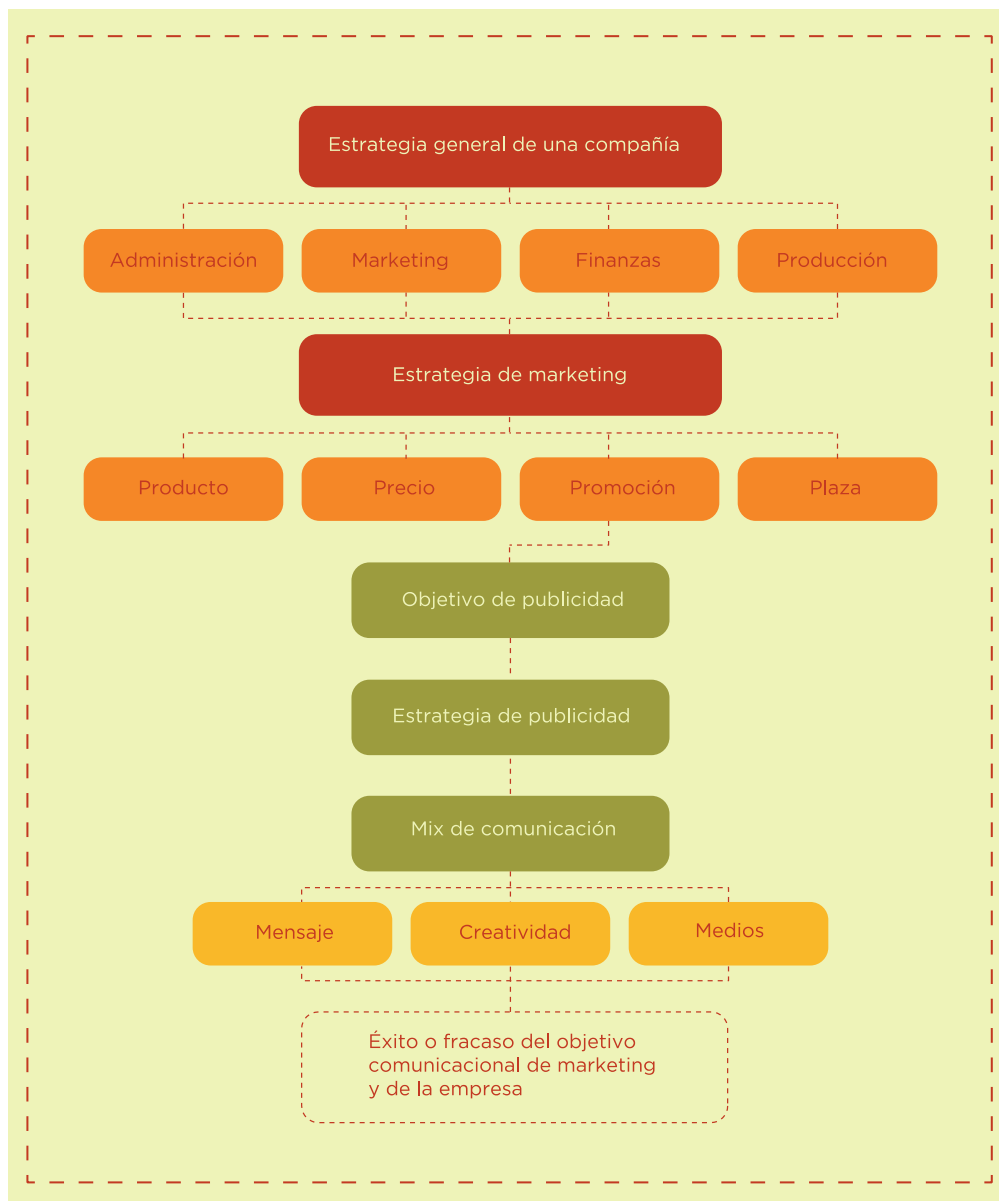 Estrategia general de una compañía
Administración
Marketing
Finanzas
Producción
Estrategia de marketing
Producto
Precio
Promoción
Plaza
Objetivo de publicidad
Estrategia de publicidad
Mix de comunicación
Mensaje
Creatividad
Medios
Éxito o fracaso del objetivo
comunicacional de marketing
y de la empresa